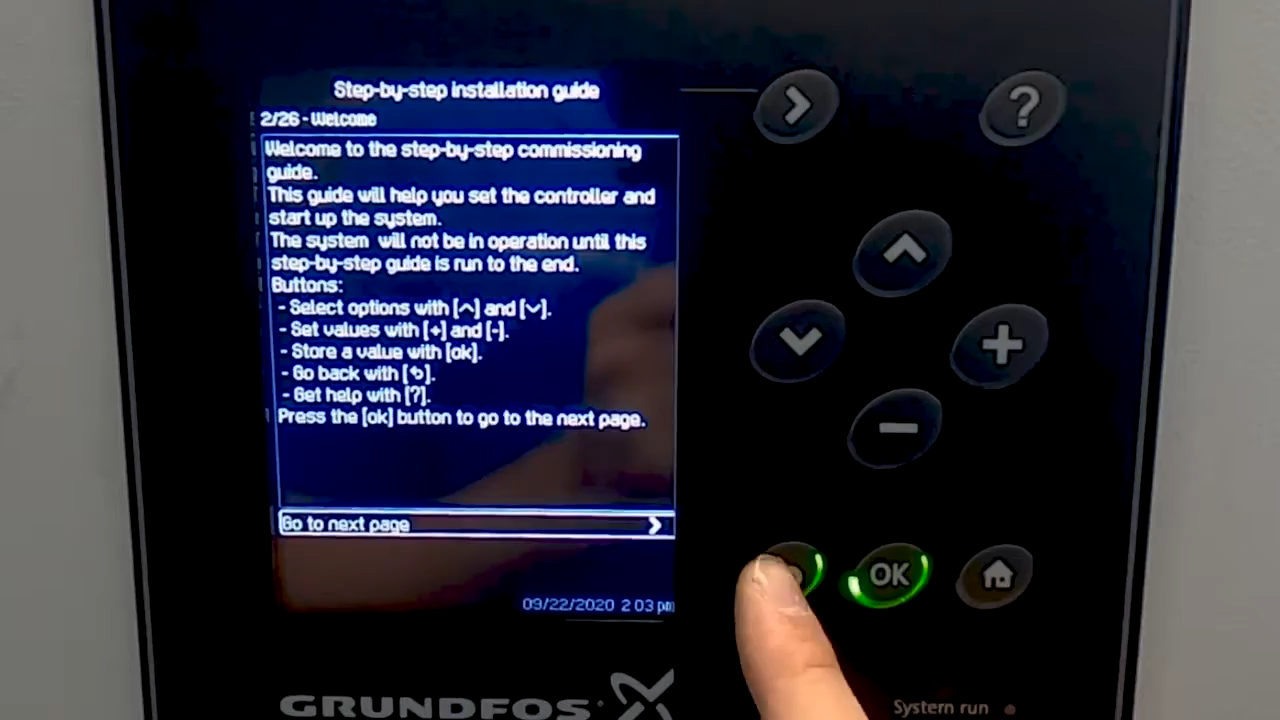 Step-by-step installation guide
2/26 - Welcome
Welcome to the step-by-step commissioning
guide.
This guide will help you set the controller and
start up the system.
The system will not be in operation until this
step-by-step guide is run to the end.
Buttons:
- Select options with [^] and [v].
- Set values with [+] and [-].
- Store a value with [ok].
- Go back with [⮌].
- Get help with [?].
Press the [ok] button to go to the next page.
Go to next page
09/22/2020 2:03 pm
?
OK
GRUNDFOS
System run